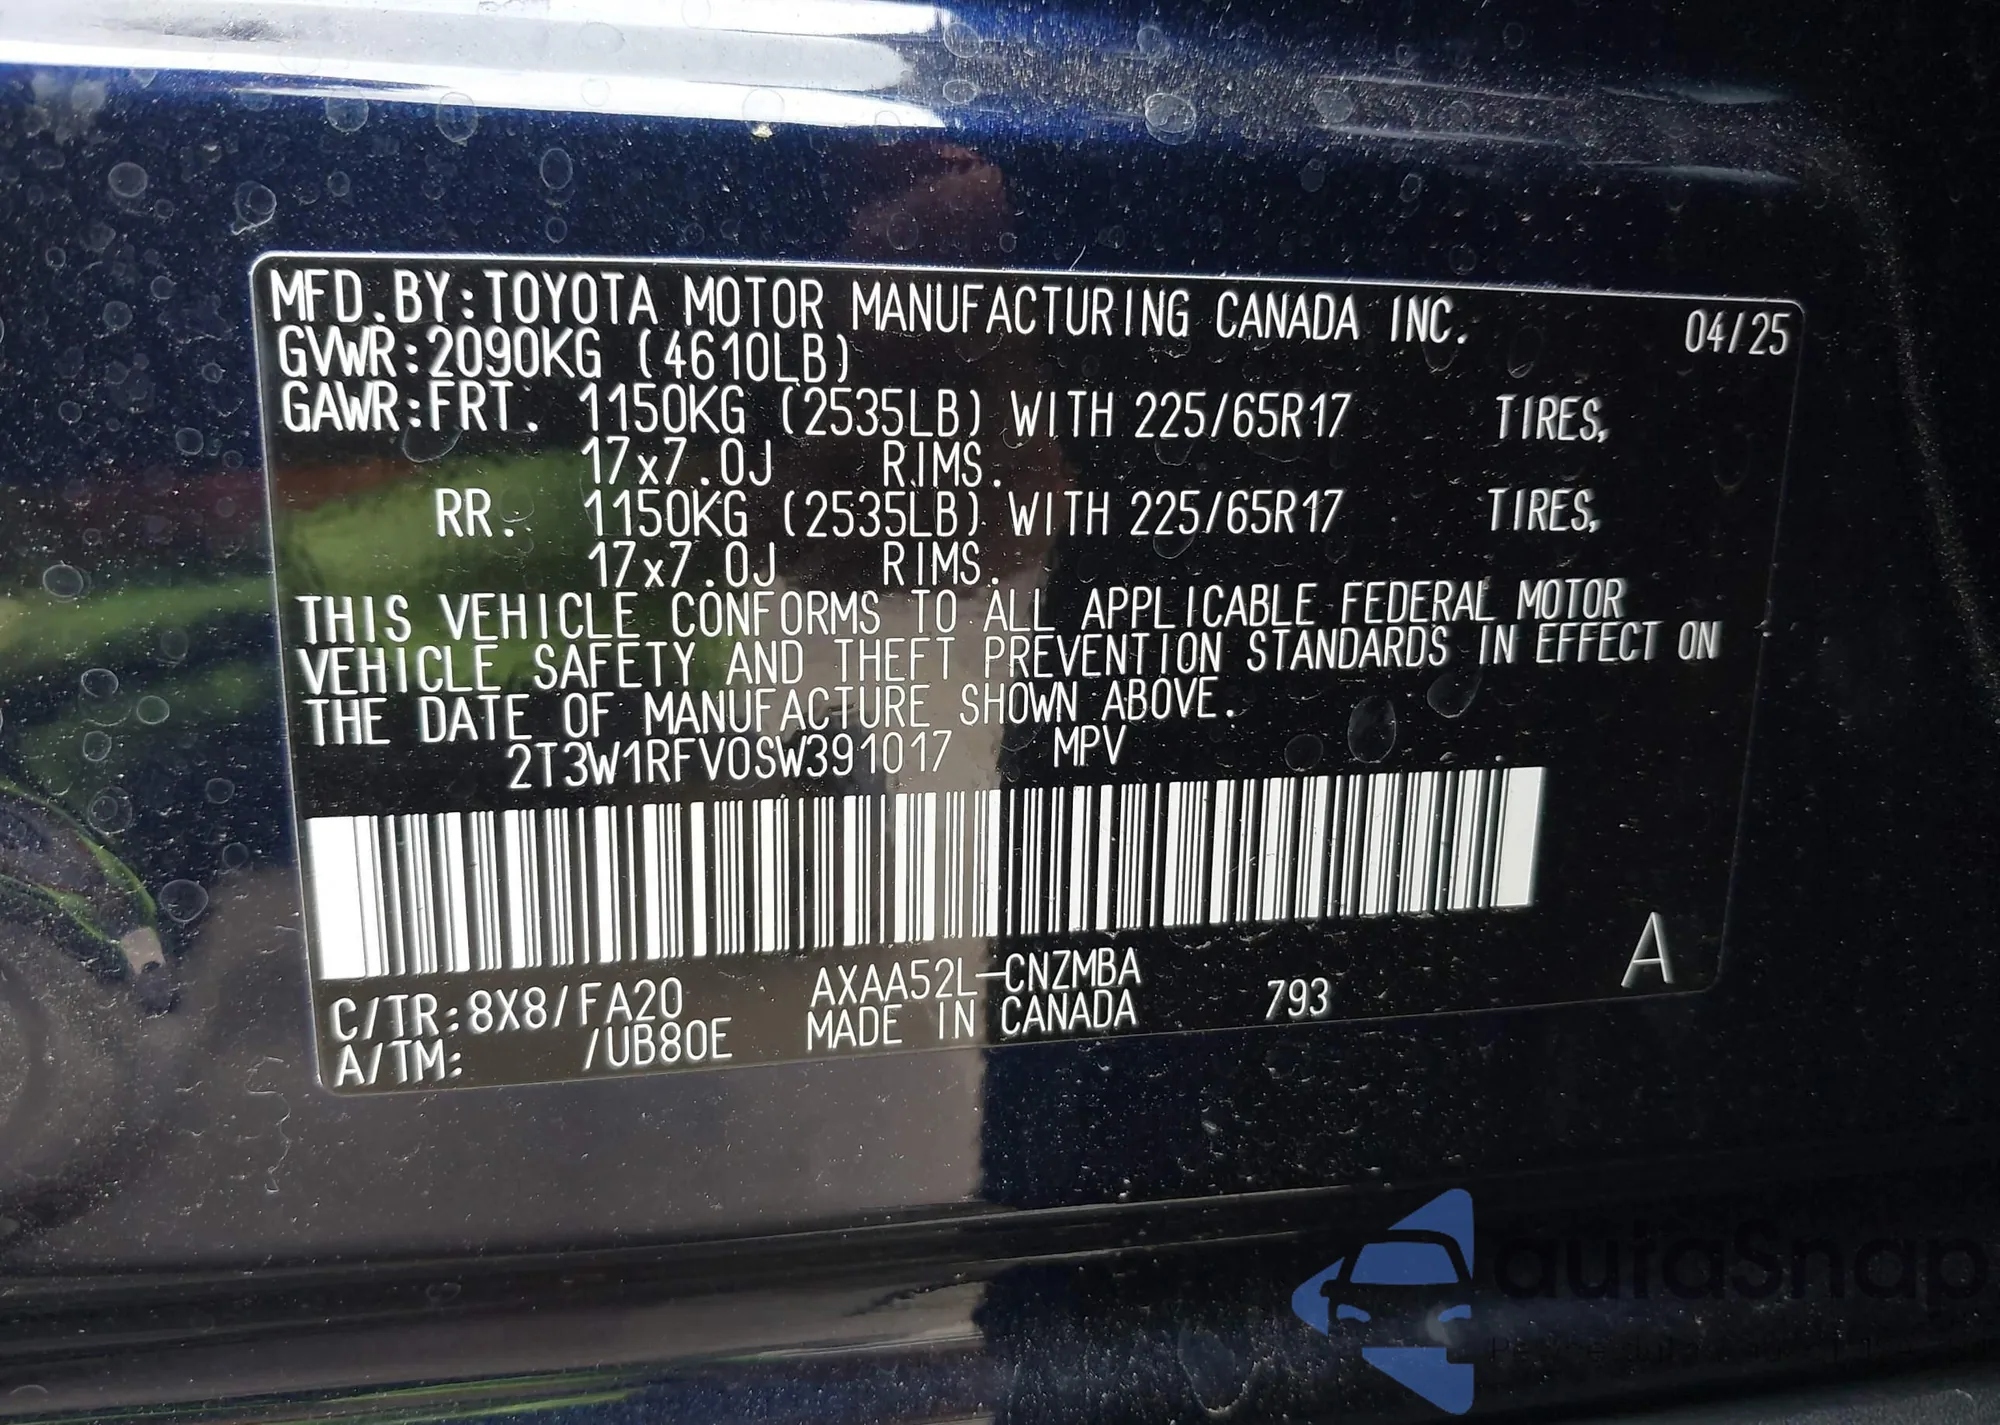 MFD.BY:TOYOTA MOTOR MANUFACTURING CANADA INC. 04/25
GVWR:2090KG (4610LB)
GAWR:FRT. 1150KG (2535LB) WITH 225/65R17 TIRES,
17x7.0J RIMS.
RR. 1150KG (2535LB) WITH 225/65R17 TIRES,
17x7.0J RIMS.
THIS VEHICLE CONFORMS TO ALL APPLICABLE FEDERAL MOTOR
VEHICLE SAFETY AND THEFT PREVENTION STANDARDS IN EFFECT ON
THE DATE OF MANUFACTURE SHOWN ABOVE.
2T3W1RFV0SW391017 MPV
C/TR:8X8/FA20 AXAA52L-CNZMBA 793 A
A/TM: /UB80E MADE IN CANADA
auraSnap